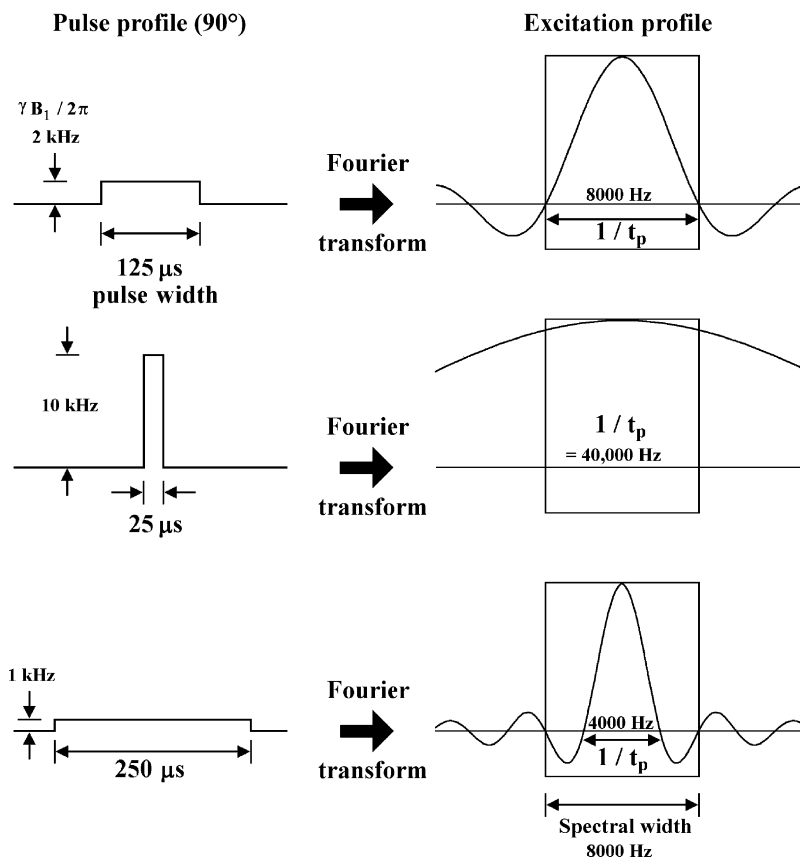 Pulse profile (90°)
Excitation profile
γ B₁ / 2π
2 kHz
125 μs
pulse width
Fourier
transform
8000 Hz
1 / tₚ
10 kHz
25 μs
Fourier
transform
1 / tₚ
= 40,000 Hz
1 kHz
250 μs
Fourier
transform
4000 Hz
1 / tₚ
Spectral width
8000 Hz